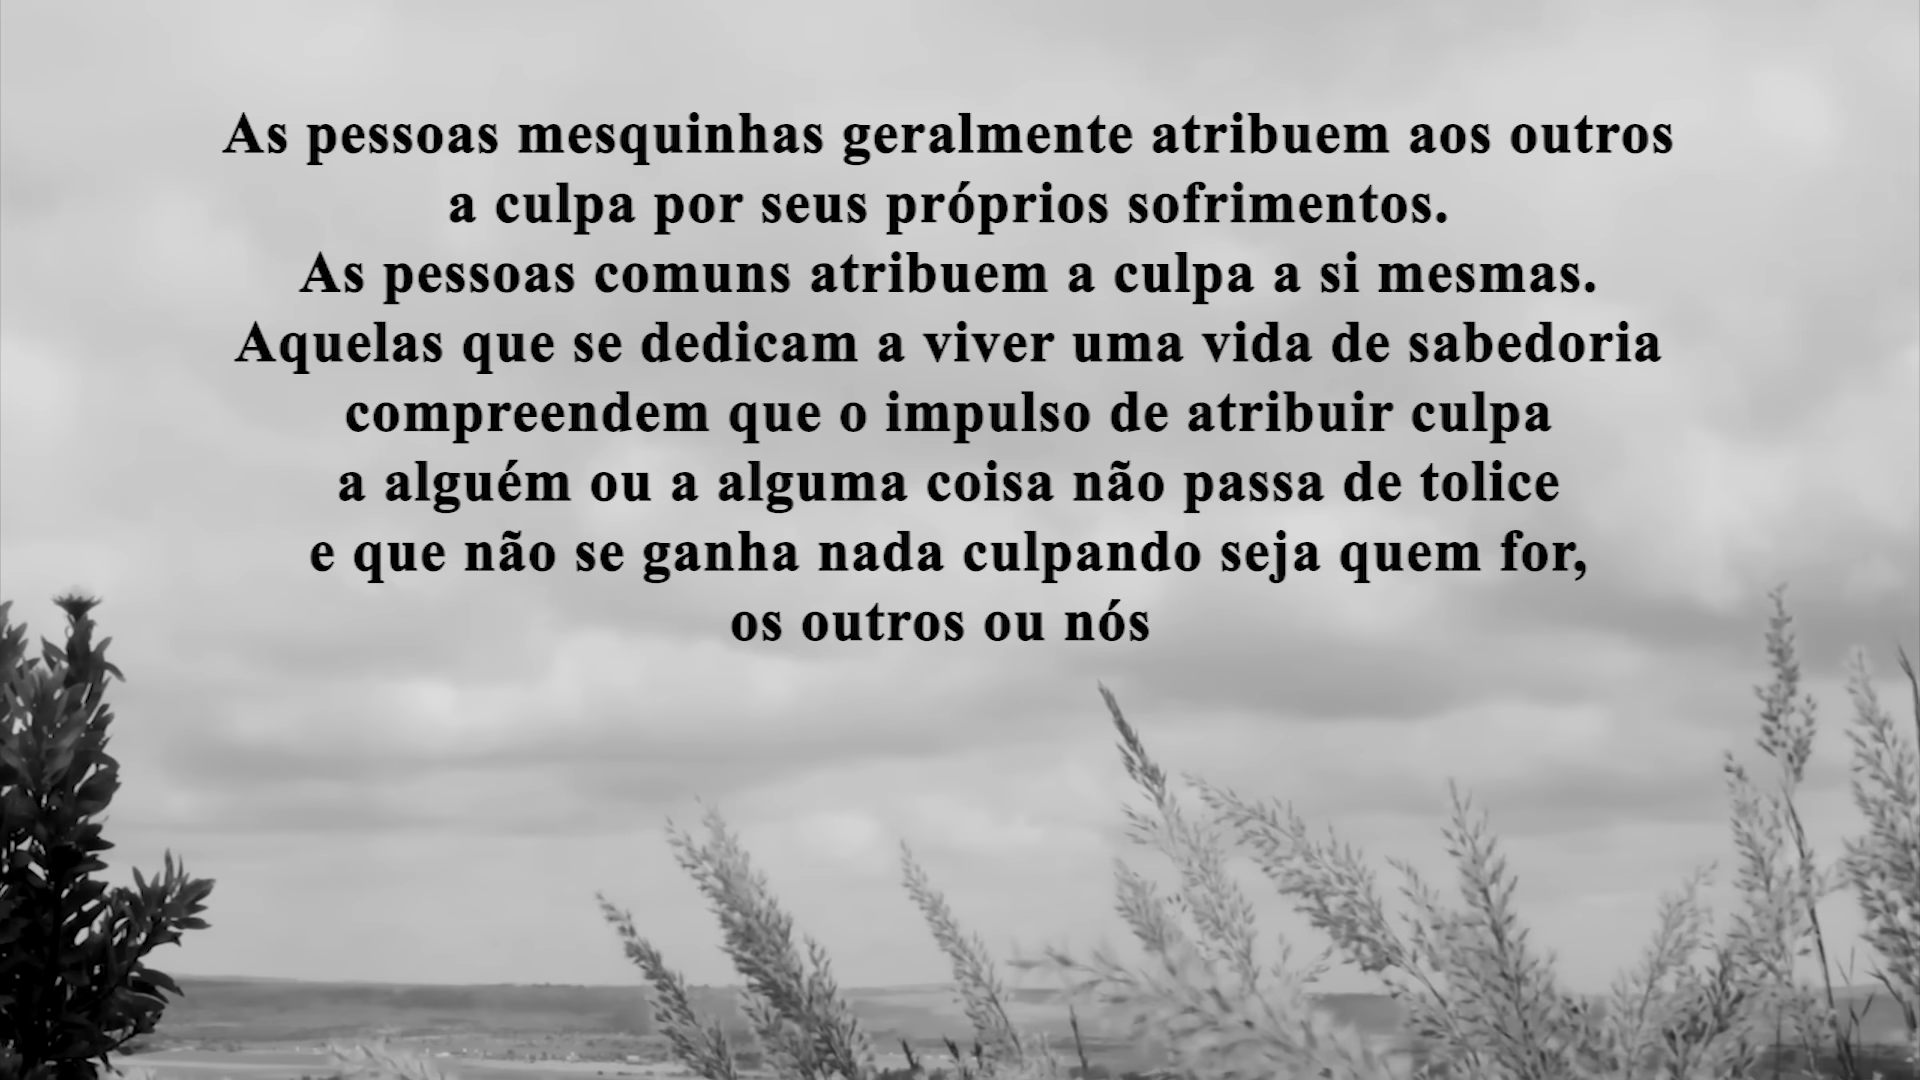 As pessoas mesquinhas geralmente atribuem aos outros
a culpa por seus próprios sofrimentos.
As pessoas comuns atribuem a culpa a si mesmas.
Aquelas que se dedicam a viver uma vida de sabedoria
compreendem que o impulso de atribuir culpa
a alguém ou a alguma coisa não passa de tolice
e que não se ganha nada culpando seja quem for,
os outros ou nós